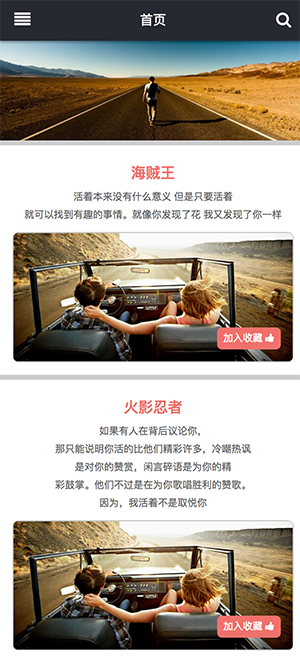 首页
海贼王
活着本来没有什么意义 但是只要活着
就可以找到有趣的事情。就像你发现了花 我又发现了你一样
加入收藏
火影忍者
如果有人在背后议论你，
那只能说明你活的比他们精彩许多，冷嘲热讽
是对你的赞赏，闲言碎语是为你的精
彩鼓掌。他们不过是在为你歌唱胜利的赞歌。
因为，我活着不是取悦你
加入收藏